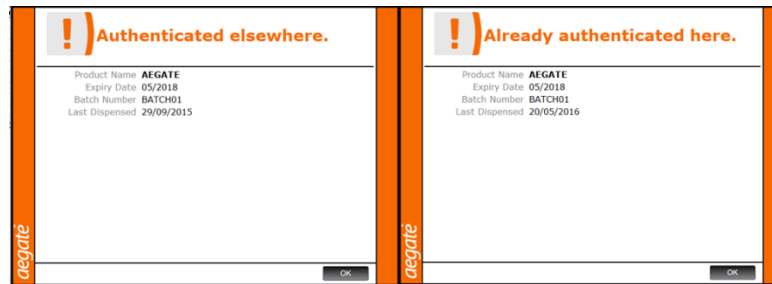 ! Authenticated elsewhere.
Product Name AEGATE
Expiry Date 05/2018
Batch Number BATCH01
Last Dispensed 29/09/2015
aegate
OK
! Already authenticated here.
Product Name AEGATE
Expiry Date 05/2018
Batch Number BATCH01
Last Dispensed 20/05/2016
aegate
OK